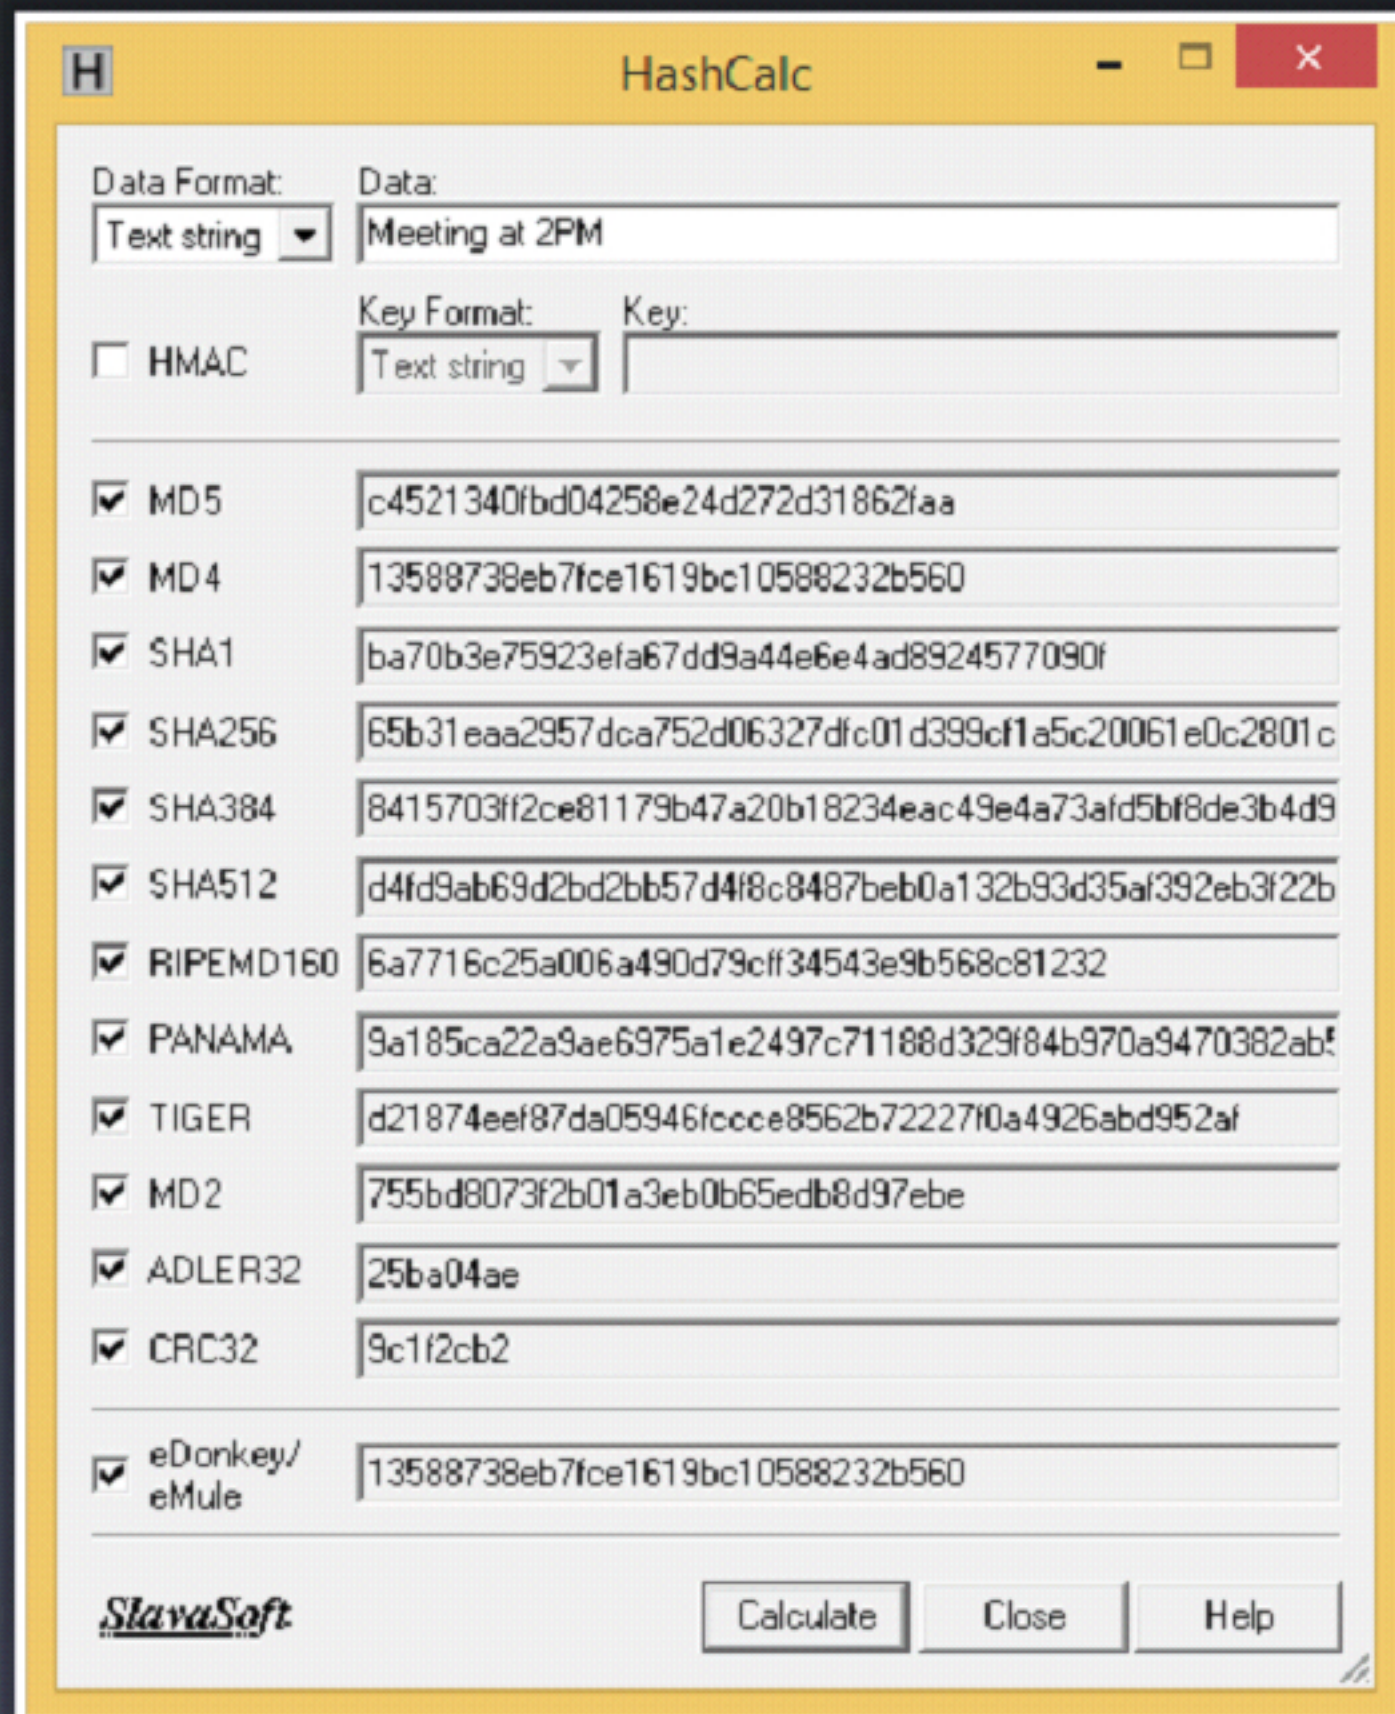 H HashCalc
Data Format: Data:
Text string Meeting at 2PM
Key Format: Key:
HMAC Text string
MD5 c4521340fbd04258e24d272d31862faa
MD4 13588738eb7fce1619bc10588232b560
SHA1 ba70b3e75923efa67dd9a44e6e4ad8924577090f
SHA256 65b31eaa2957dca752d06327dfc01d399cf1a5c20061e0c2801c
SHA384 8415703ff2ce81179b47a20b18234eac49e4a73afd5bf8de3b4d9
SHA512 d4fd9ab69d2bd2bb57d4f8c8487beb0a132b93d35af392eb3f22b
RIPEMD160 6a7716c25a006a490d79cff34543e9b568c81232
PANAMA 9a185ca22a9ae6975a1e2497c71188d329f84b970a9470382ab5
TIGER d21874eef87da05946fccce8562b72227f0a4926abd952af
MD2 755bd8073f2b01a3eb0b65edb8d97ebe
ADLER32 25ba04ae
CRC32 9c1f2cb2
eDonkey/
eMule 13588738eb7fce1619bc10588232b560
SlavaSoft Calculate Close Help